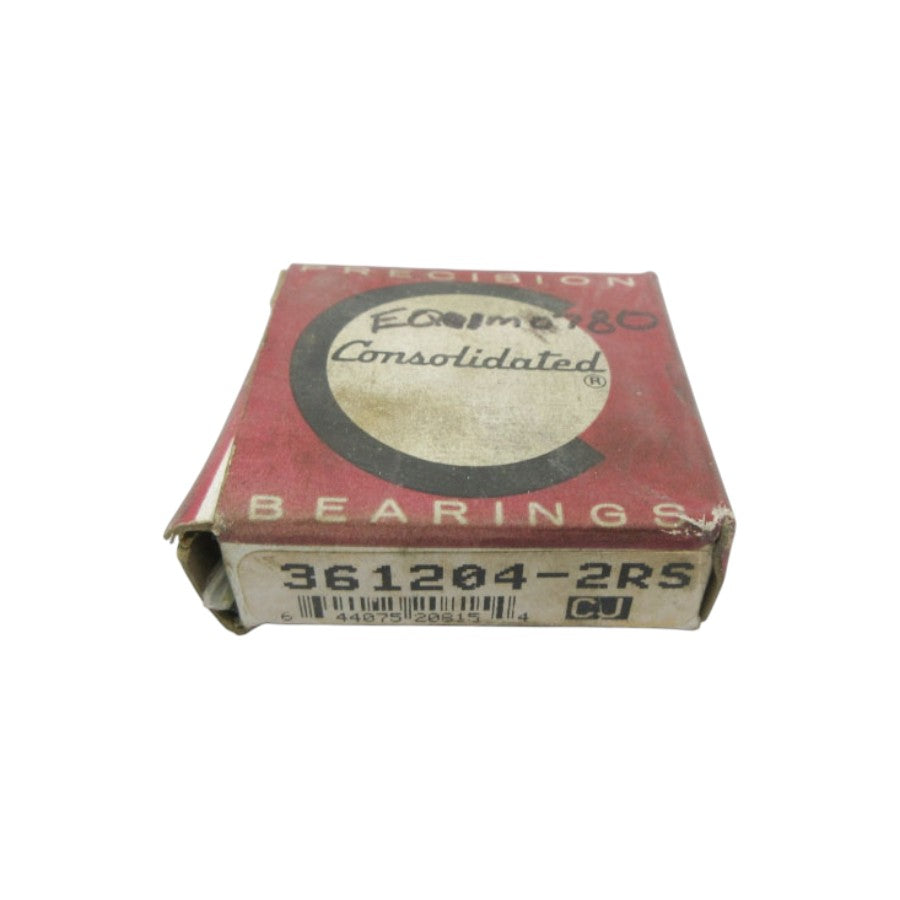 PRECISION
Consolidated ®
BEARINGS
361204-2RS
6 44075 20815 4 CJ